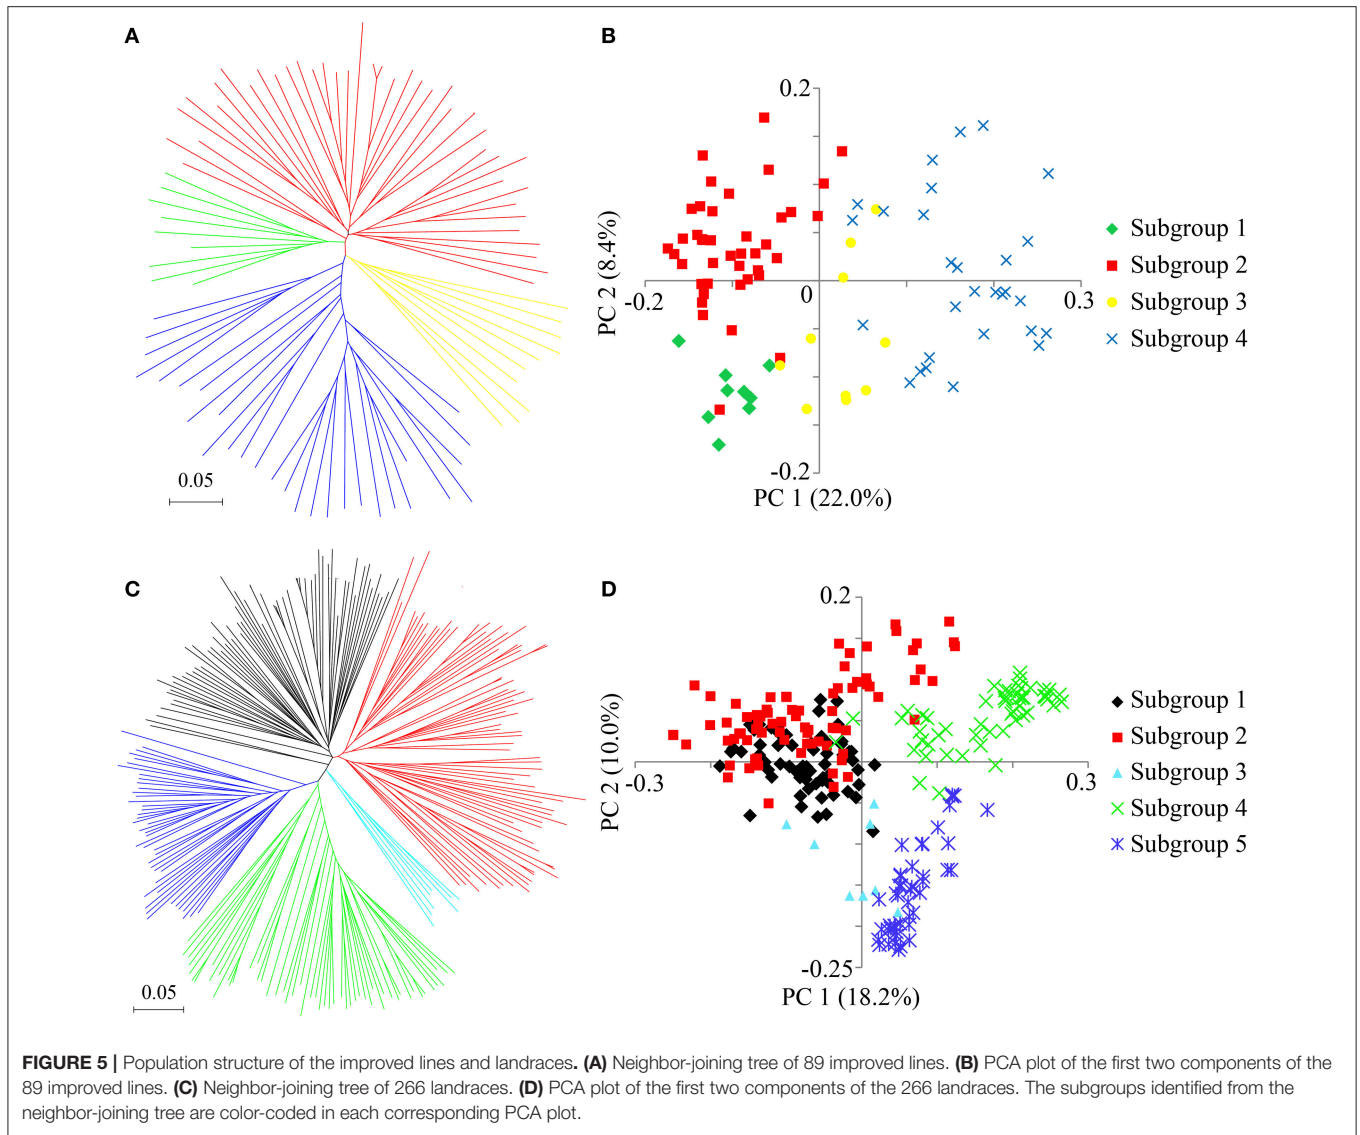 A
0.05
B
0.2
PC 2 (8.4%)
-0.2
0
0.3
-0.2
PC 1 (22.0%)
Subgroup 1
Subgroup 2
Subgroup 3
Subgroup 4
C
0.05
D
0.2
PC 2 (10.0%)
-0.3
0.3
-0.25
PC 1 (18.2%)
Subgroup 1
Subgroup 2
Subgroup 3
Subgroup 4
Subgroup 5
FIGURE 5 | Population structure of the improved lines and landraces. (A) Neighbor-joining tree of 89 improved lines. (B) PCA plot of the first two components of the
89 improved lines. (C) Neighbor-joining tree of 266 landraces. (D) PCA plot of the first two components of the 266 landraces. The subgroups identified from the
neighbor-joining tree are color-coded in each corresponding PCA plot.